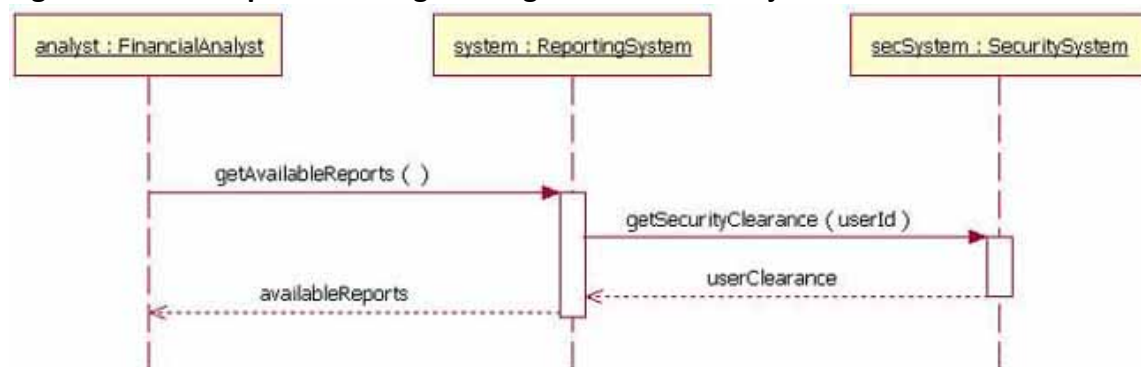 analyst : FinancialAnalyst
system : ReportingSystem
secSystem : SecuritySystem
getAvailableReports ( )
getSecurityClearance ( userId )
userClearance
availableReports